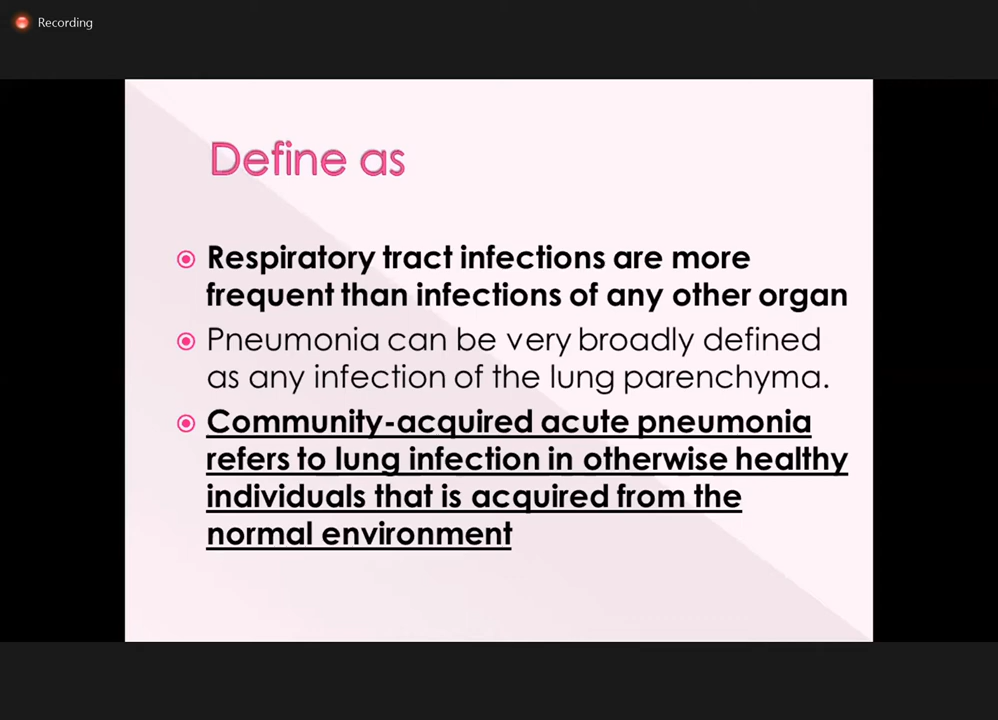 Recording
Define as
Respiratory tract infections are more
frequent than infections of any other organ
Pneumonia can be very broadly defined
as any infection of the lung parenchyma.
Community-acquired acute pneumonia
refers to lung infection in otherwise healthy
individuals that is acquired from the
normal environment